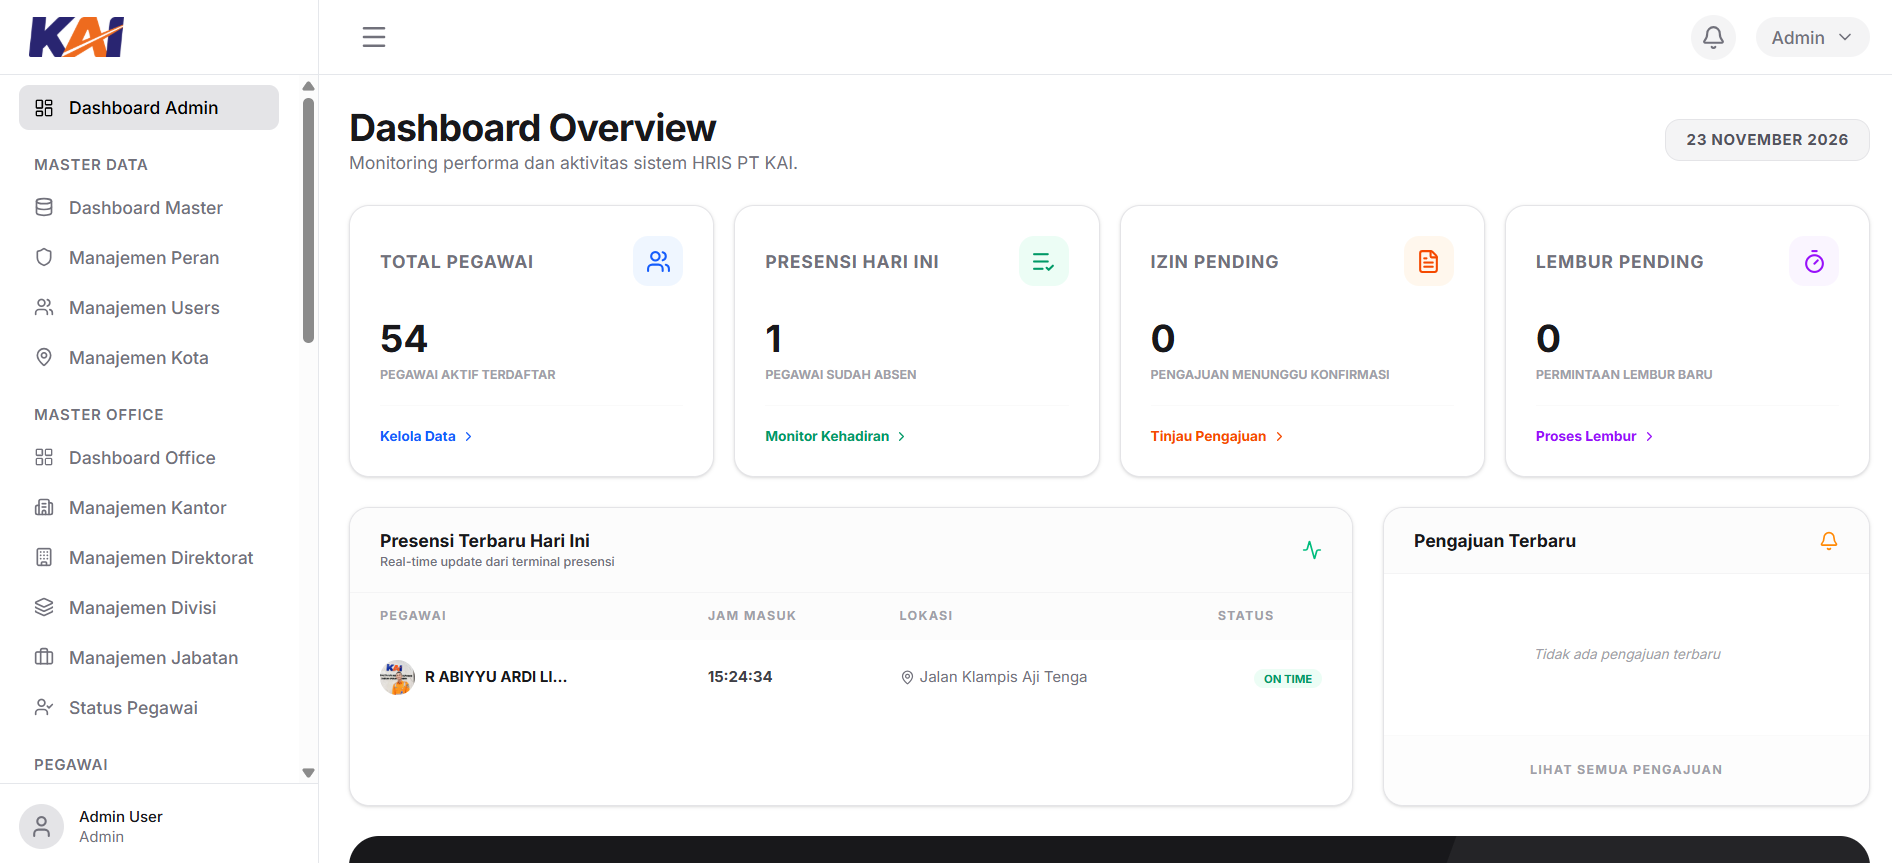 KAI
Admin
Dashboard Admin
MASTER DATA
Dashboard Master
Manajemen Peran
Manajemen Users
Manajemen Kota
MASTER OFFICE
Dashboard Office
Manajemen Kantor
Manajemen Direktorat
Manajemen Divisi
Manajemen Jabatan
Status Pegawai
PEGAWAI
Admin User
Admin
Dashboard Overview
Monitoring performa dan aktivitas sistem HRIS PT KAI.
23 NOVEMBER 2026
TOTAL PEGAWAI
54
PEGAWAI AKTIF TERDAFTAR
Kelola Data
PRESENSI HARI INI
1
PEGAWAI SUDAH ABSEN
Monitor Kehadiran
IZIN PENDING
0
PENGAJUAN MENUNGGU KONFIRMASI
Tinjau Pengajuan
LEMBUR PENDING
0
PERMINTAAN LEMBUR BARU
Proses Lembur
Presensi Terbaru Hari Ini
Real-time update dari terminal presensi
PEGAWAI JAM MASUK LOKASI STATUS
KAI
R ABIYYU ARDI LI... 15:24:34 Jalan Klampis Aji Tenga ON TIME
Pengajuan Terbaru
Tidak ada pengajuan terbaru
LIHAT SEMUA PENGAJUAN